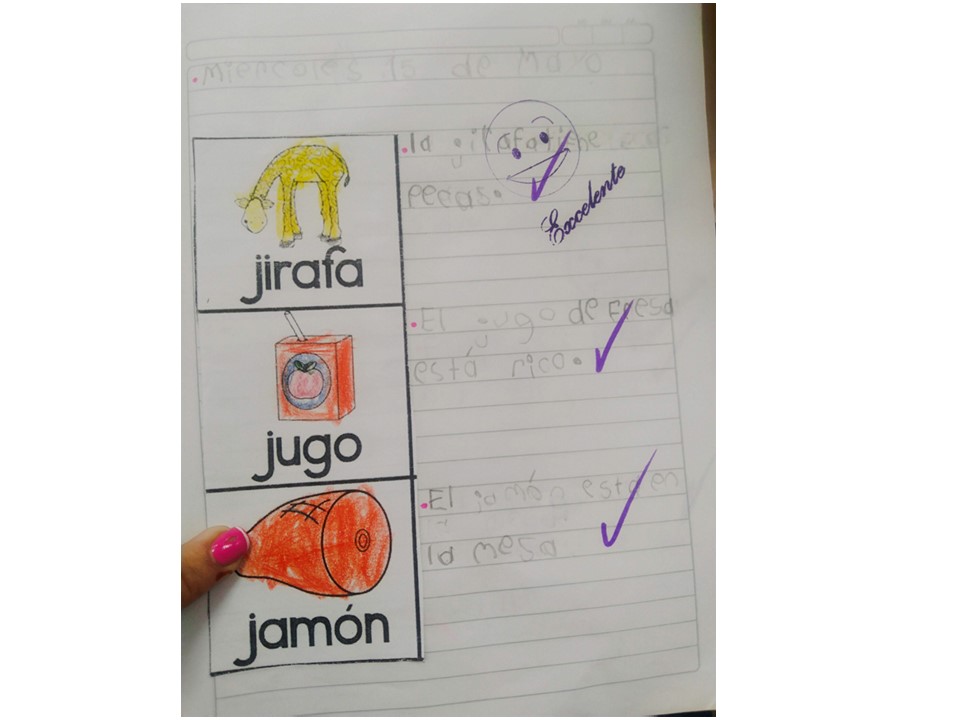 Miercoles 15 de Mayo
la jirafa tiene
pecas.
Excelente
jirafa
El jugo de Fresa
está rico.
jugo
El jamón esta en
la mesa
jamón